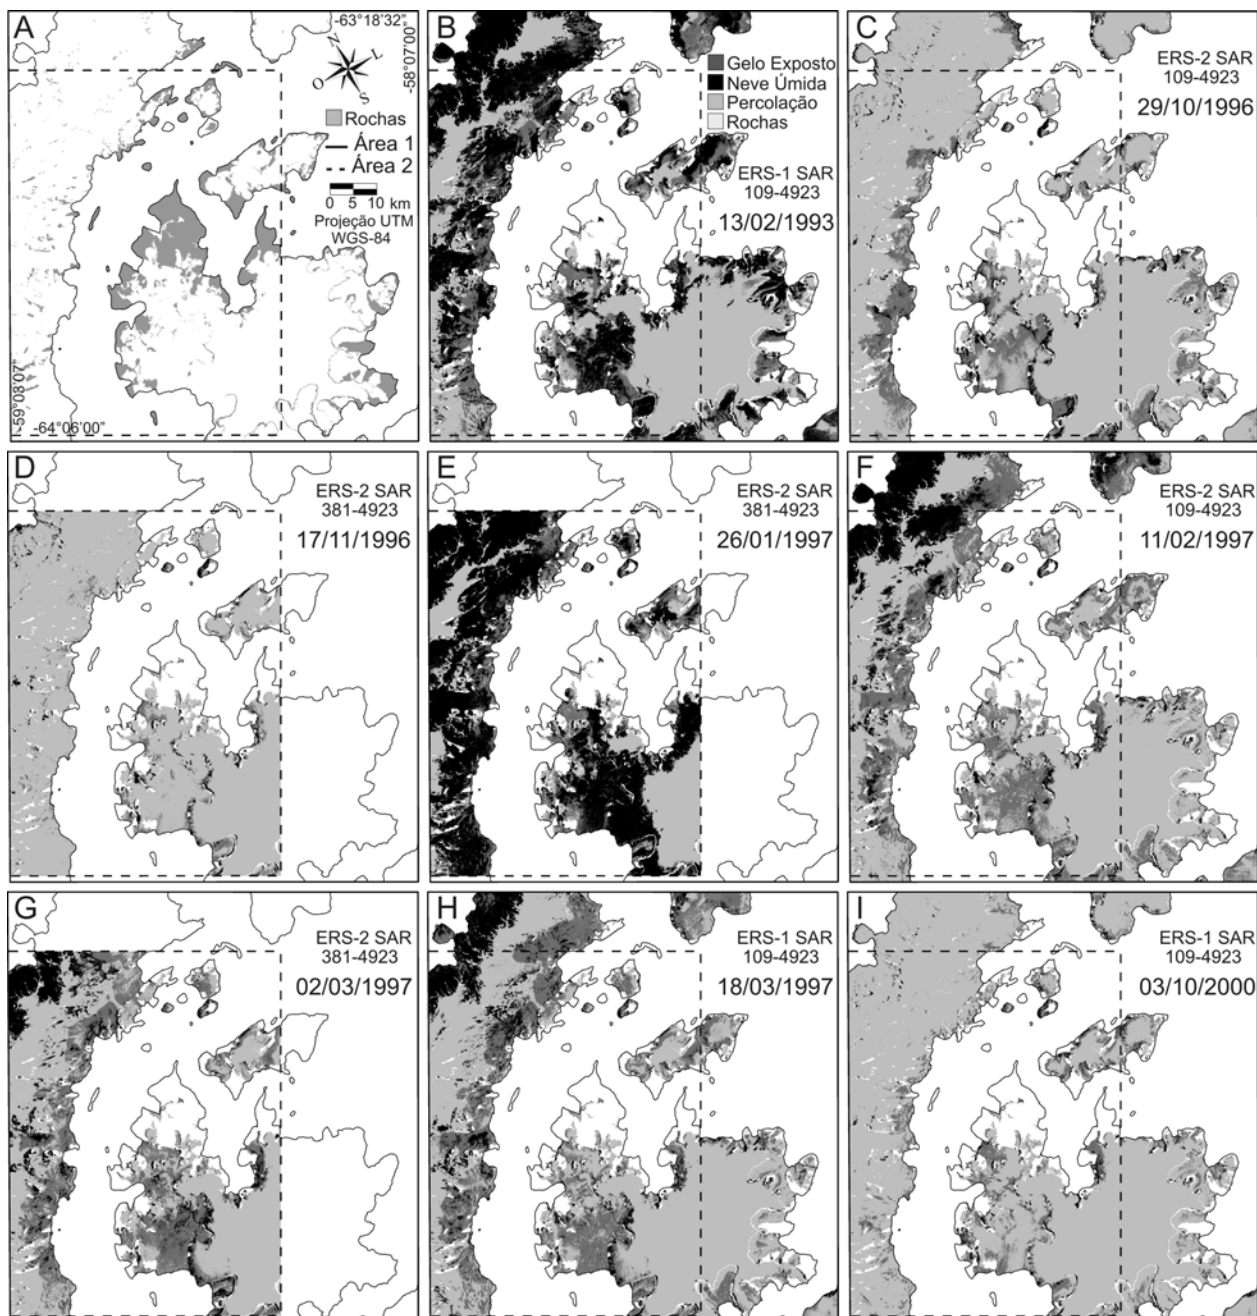 A
-63°18'32"
-58°07'00"
N
L
O
S
Rochas
Área 1
Área 2
0 5 10 km
Projeção UTM
WGS-84
-59°08'07
-64°06'00"
B
Gelo Exposto
Neve Úmida
Percolação
Rochas
ERS-1 SAR
109-4923
13/02/1993
C
ERS-2 SAR
109-4923
29/10/1996
D
ERS-2 SAR
381-4923
17/11/1996
E
ERS-2 SAR
381-4923
26/01/1997
F
ERS-2 SAR
109-4923
11/02/1997
G
ERS-2 SAR
381-4923
02/03/1997
H
ERS-1 SAR
109-4923
18/03/1997
I
ERS-1 SAR
109-4923
03/10/2000